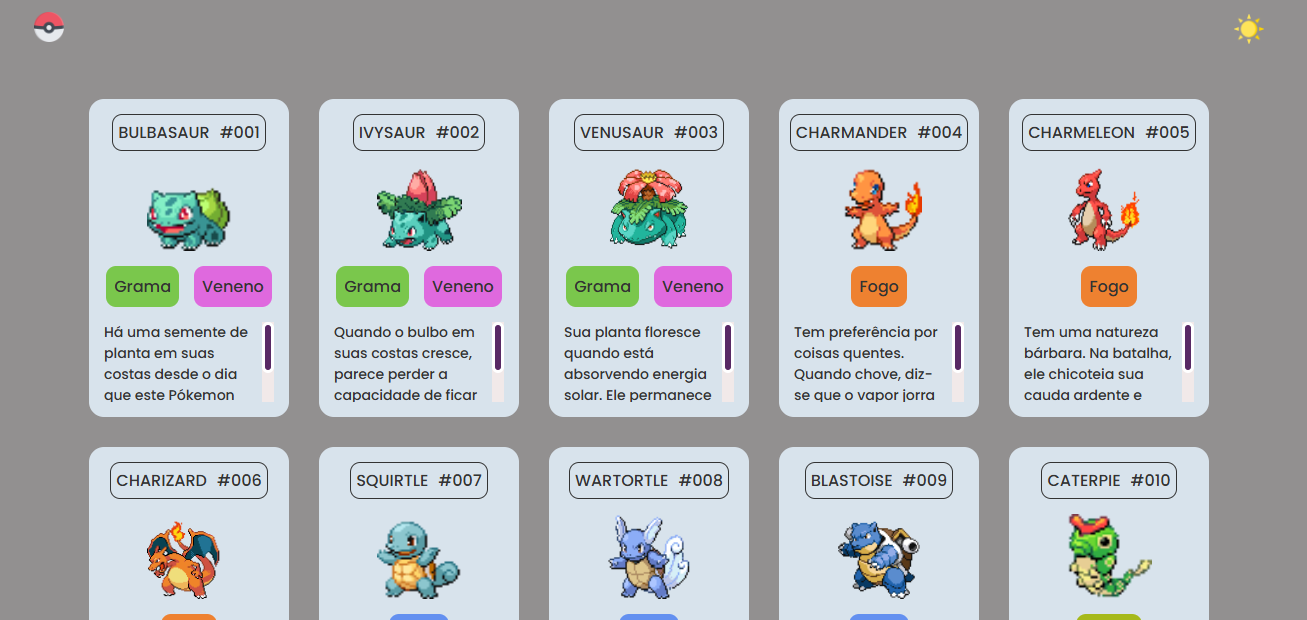 BULBASAUR #001
Grama Veneno
Há uma semente de
planta em suas
costas desde o dia
que este Pókemon
IVYSAUR #002
Grama Veneno
Quando o bulbo em
suas costas cresce,
parece perder a
capacidade de ficar
VENUSAUR #003
Grama Veneno
Sua planta floresce
quando está
absorvendo energia
solar. Ele permanece
CHARMANDER #004
Fogo
Tem preferência por
coisas quentes.
Quando chove, diz-
se que o vapor jorra
CHARMELEON #005
Fogo
Tem uma natureza
bárbara. Na batalha,
ele chicoteia sua
cauda ardente e
CHARIZARD #006
SQUIRTLE #007
WARTORTLE #008
BLASTOISE #009
CATERPIE #010